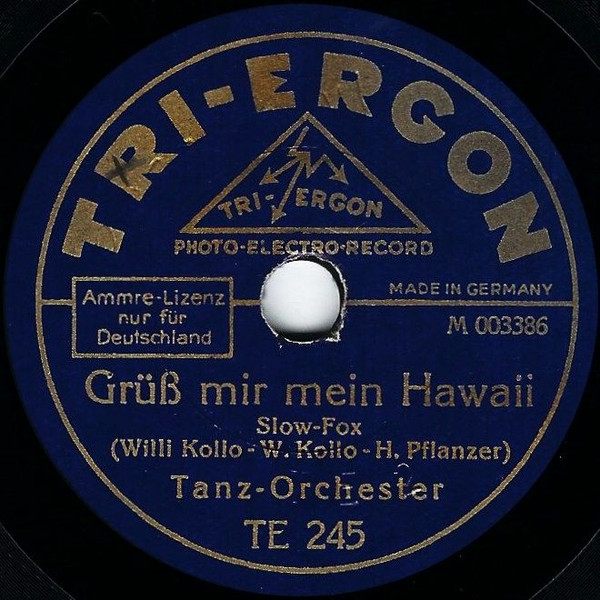 TRI-ERGON
TRI-ERGON
PHOTO-ELECTRO-RECORD
Ammre-Lizenz
nur für
Deutschland
MADE IN GERMANY
M 003386
Grüß mir mein Hawaii
Slow-Fox
(Willi Kollo - W. Kollo - H. Pflanzer)
Tanz-Orchester
TE 245